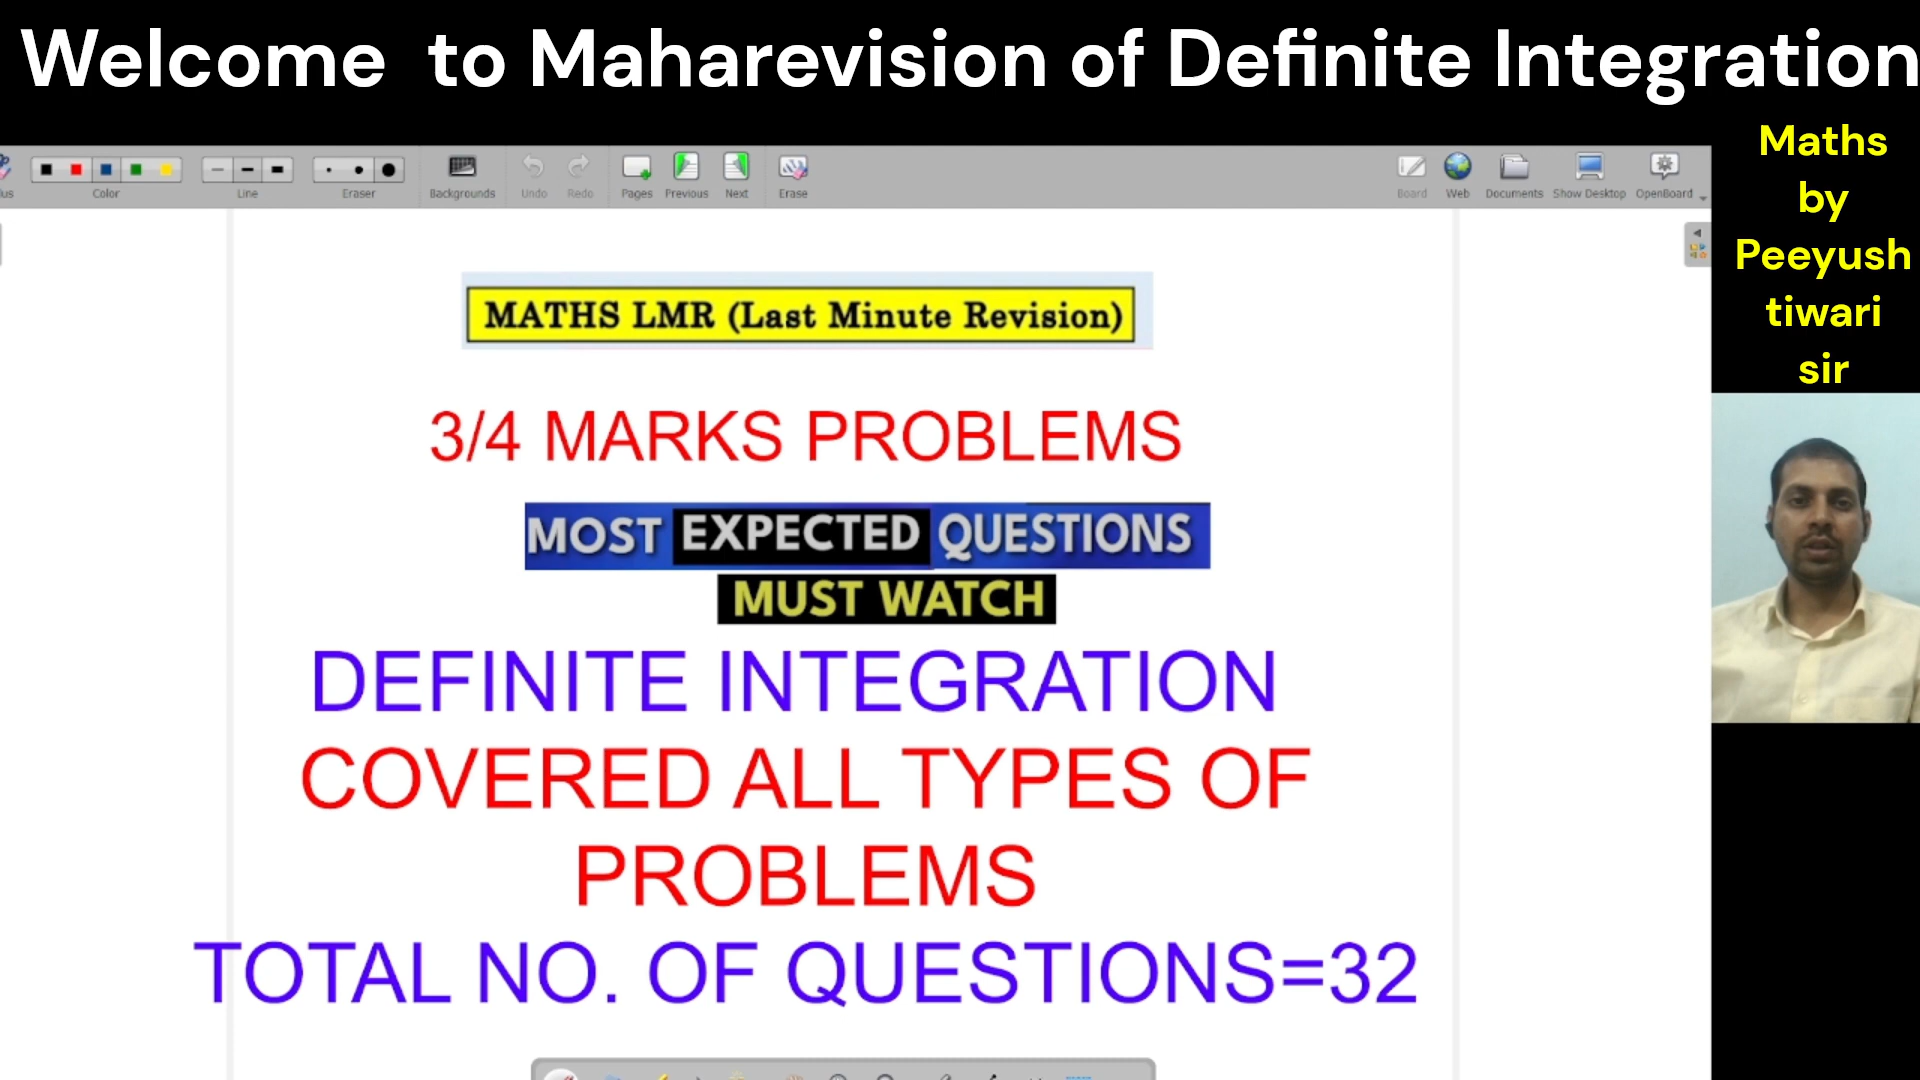 Welcome to Maharevision of Definite Integration
Maths
by
Peeyush
tiwari
sir
Color
Line
Eraser
Backgrounds
Undo
Redo
Pages
Previous
Next
Erase
Board
Web
Documents
Show Desktop
OpenBoard
MATHS LMR (Last Minute Revision)
3/4 MARKS PROBLEMS
MOST EXPECTED QUESTIONS
MUST WATCH
DEFINITE INTEGRATION
COVERED ALL TYPES OF
PROBLEMS
TOTAL NO. OF QUESTIONS=32